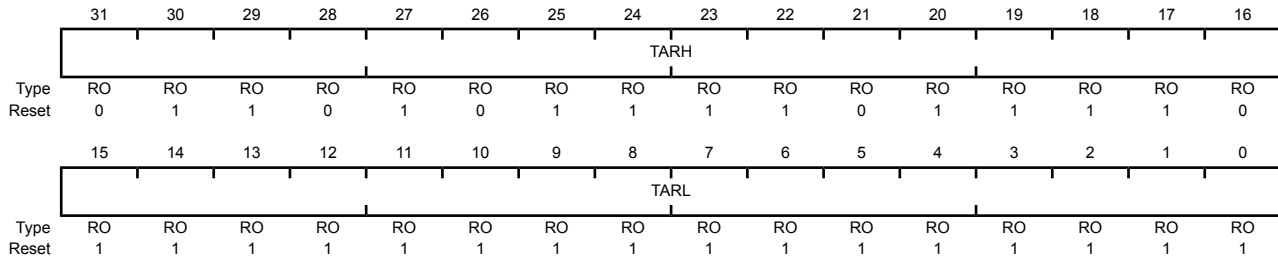 31 30 29 28 27 26 25 24 23 22 21 20 19 18 17 16
TARH
Type RO RO RO RO RO RO RO RO RO RO RO RO RO RO RO RO
Reset 0 1 1 0 1 0 1 1 1 1 0 1 1 1 1 0
15 14 13 12 11 10 9 8 7 6 5 4 3 2 1 0
TARL
Type RO RO RO RO RO RO RO RO RO RO RO RO RO RO RO RO
Reset 1 1 1 1 1 1 1 1 1 1 1 1 1 1 1 1